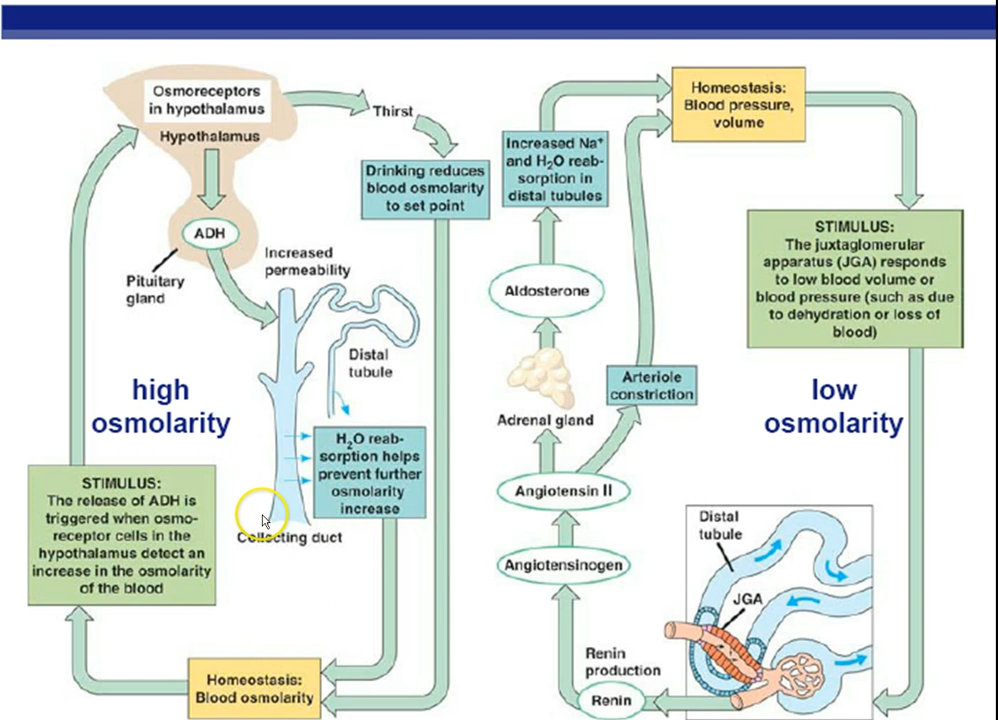 Osmoreceptors
in hypothalamus
Hypothalamus
Thirst
Drinking reduces
blood osmolarity
to set point
ADH
Pituitary
gland
Increased
permeability
Distal
tubule
high
osmolarity
H₂O reab-
sorption helps
prevent further
osmolarity
increase
STIMULUS:
The release of ADH is
triggered when osmo-
receptor cells in the
hypothalamus detect an
increase in the osmolarity
of the blood
Collecting duct
Homeostasis:
Blood osmolarity
Homeostasis:
Blood pressure,
volume
Increased Na⁺
and H₂O reab-
sorption in
distal tubules
STIMULUS:
The juxtaglomerular
apparatus (JGA) responds
to low blood volume or
blood pressure (such as due
to dehydration or loss of
blood)
Aldosterone
Arteriole
constriction
low
osmolarity
Adrenal gland
Angiotensin II
Angiotensinogen
Distal
tubule
JGA
Renin
production
Renin